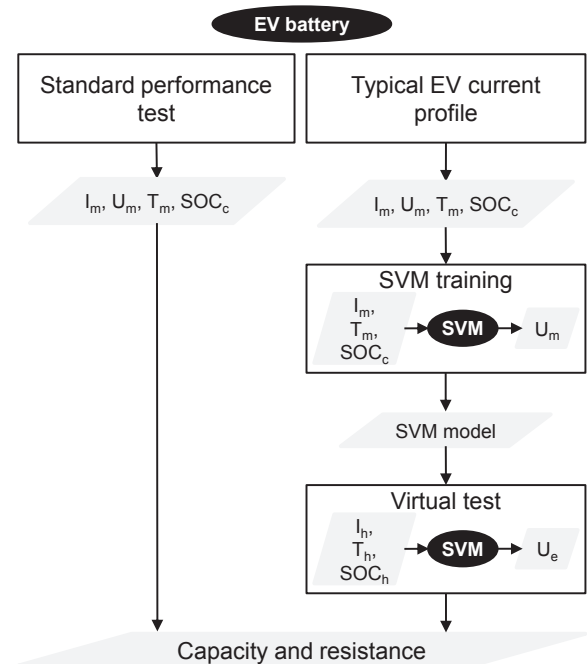 EV battery
Standard performance
test
I_m, U_m, T_m, SOC_c
Typical EV current
profile
I_m, U_m, T_m, SOC_c
SVM training
I_m,
T_m,
SOC_c
SVM
U_m
SVM model
Virtual test
I_h,
T_h,
SOC_h
SVM
U_e
Capacity and resistance